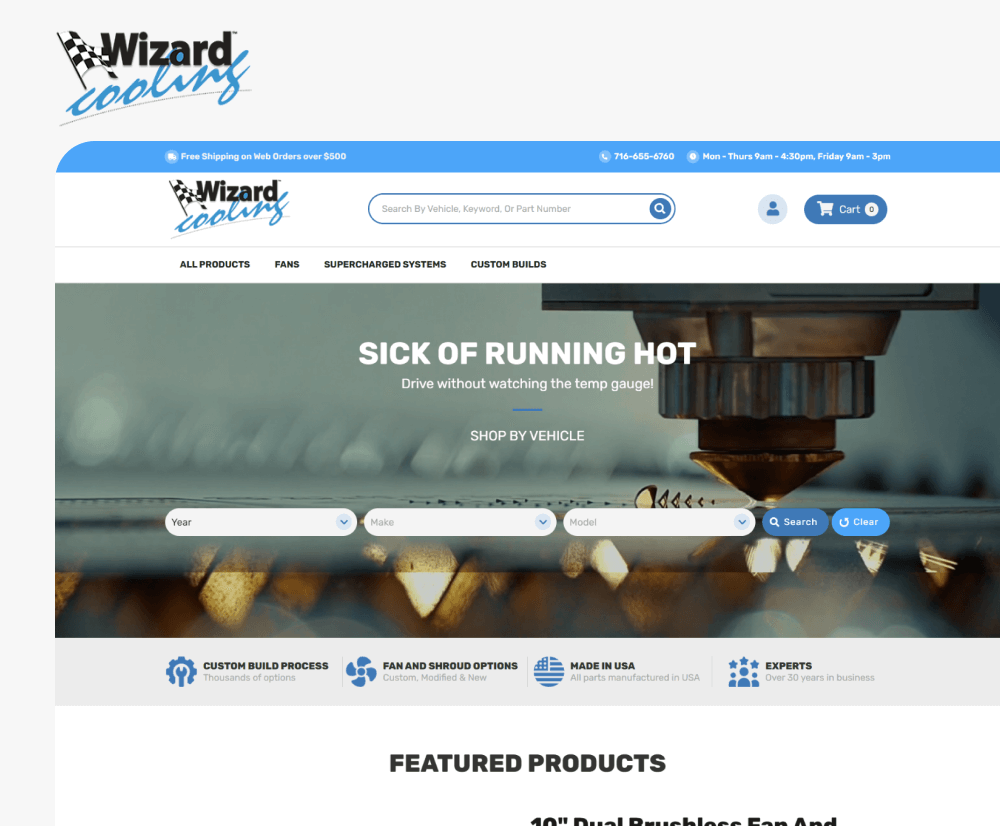 Wizard™
cooling
Free Shipping on Web Orders over $500
716-655-6760
Mon - Thurs 9am - 4:30pm, Friday 9am - 3pm
Wizard
cooling
Search By Vehicle, Keyword, Or Part Number
Cart 0
ALL PRODUCTS
FANS
SUPERCHARGED SYSTEMS
CUSTOM BUILDS
SICK OF RUNNING HOT
Drive without watching the temp gauge!
SHOP BY VEHICLE
Year
Make
Model
Search
Clear
CUSTOM BUILD PROCESS
Thousands of options
FAN AND SHROUD OPTIONS
Custom, Modified & New
MADE IN USA
All parts manufactured in USA
EXPERTS
Over 30 years in business
FEATURED PRODUCTS
10" Dual Brushless Fan And